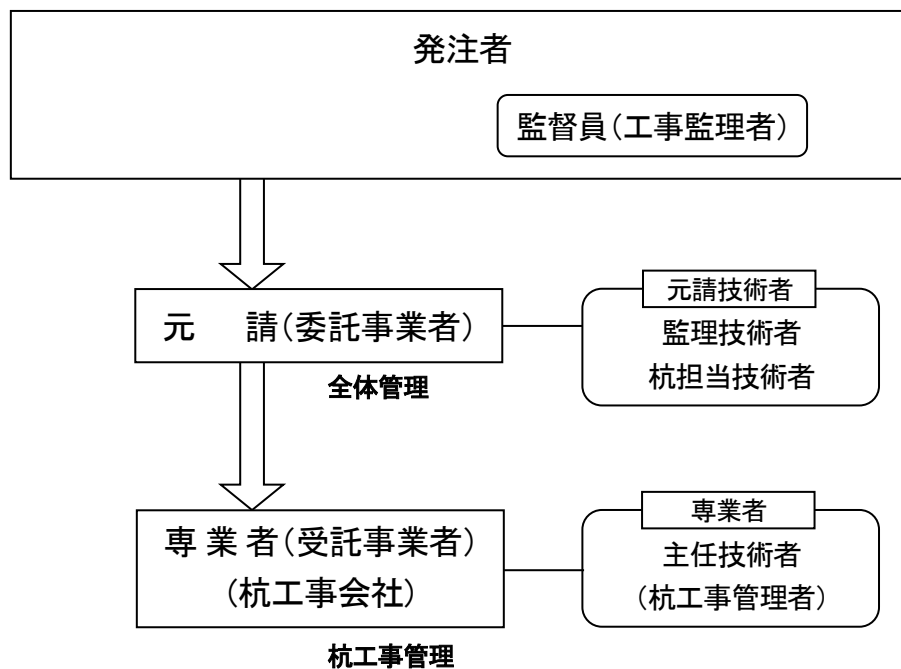 発注者
監督員(工事監理者)
元　請(委託事業者)
全体管理
元請技術者
監理技術者
杭担当技術者
専業者(受託事業者)
(杭工事会社)
杭工事管理
専業者
主任技術者
(杭工事管理者)